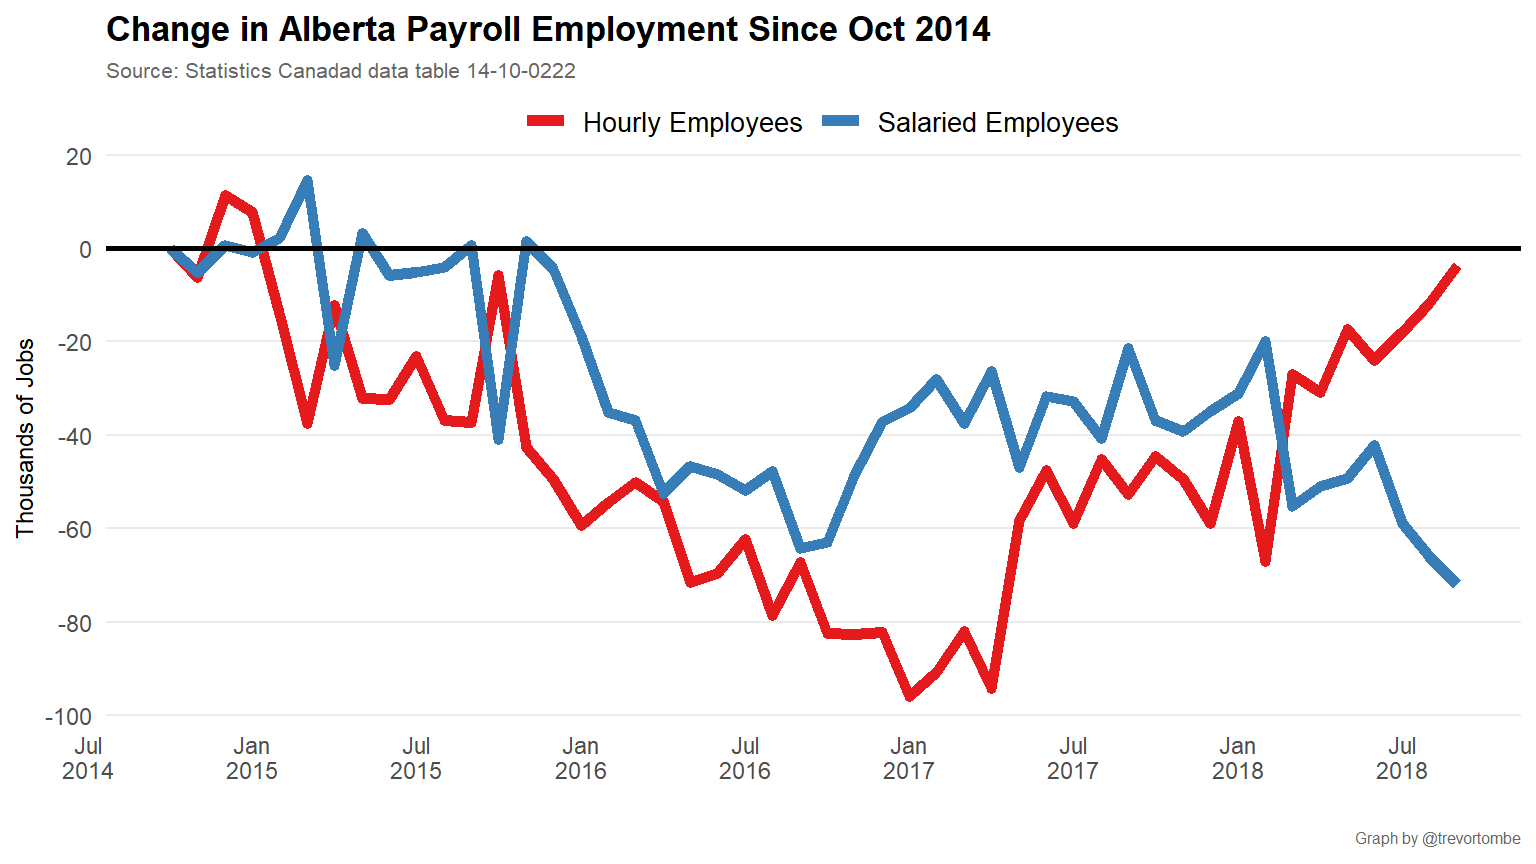 Change in Alberta Payroll Employment Since Oct 2014
Source: Statistics Canadad data table 14-10-0222
Hourly Employees Salaried Employees
Thousands of Jobs
20
0
-20
-40
-60
-80
-100
Jul Jan Jul Jan Jul Jan Jul Jan Jul
2014 2015 2015 2016 2016 2017 2017 2018 2018
Graph by @trevortombe